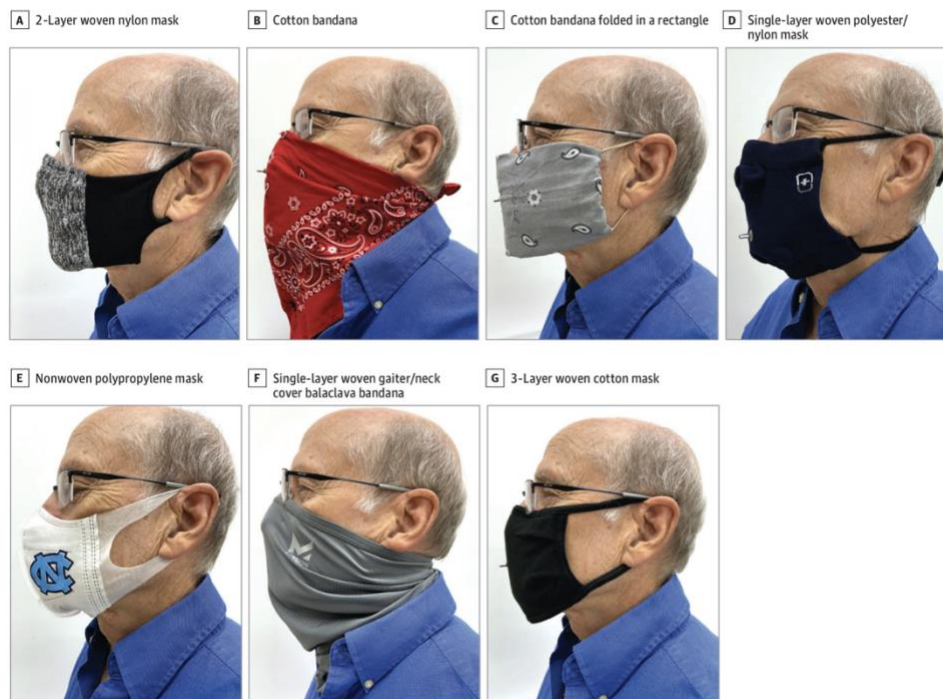 A 2-Layer woven nylon mask
B Cotton bandana
C Cotton bandana folded in a rectangle
D Single-layer woven polyester/
nylon mask
E Nonwoven polypropylene mask
F Single-layer woven gaiter/neck
cover balaclava bandana
G 3-Layer woven cotton mask
NC